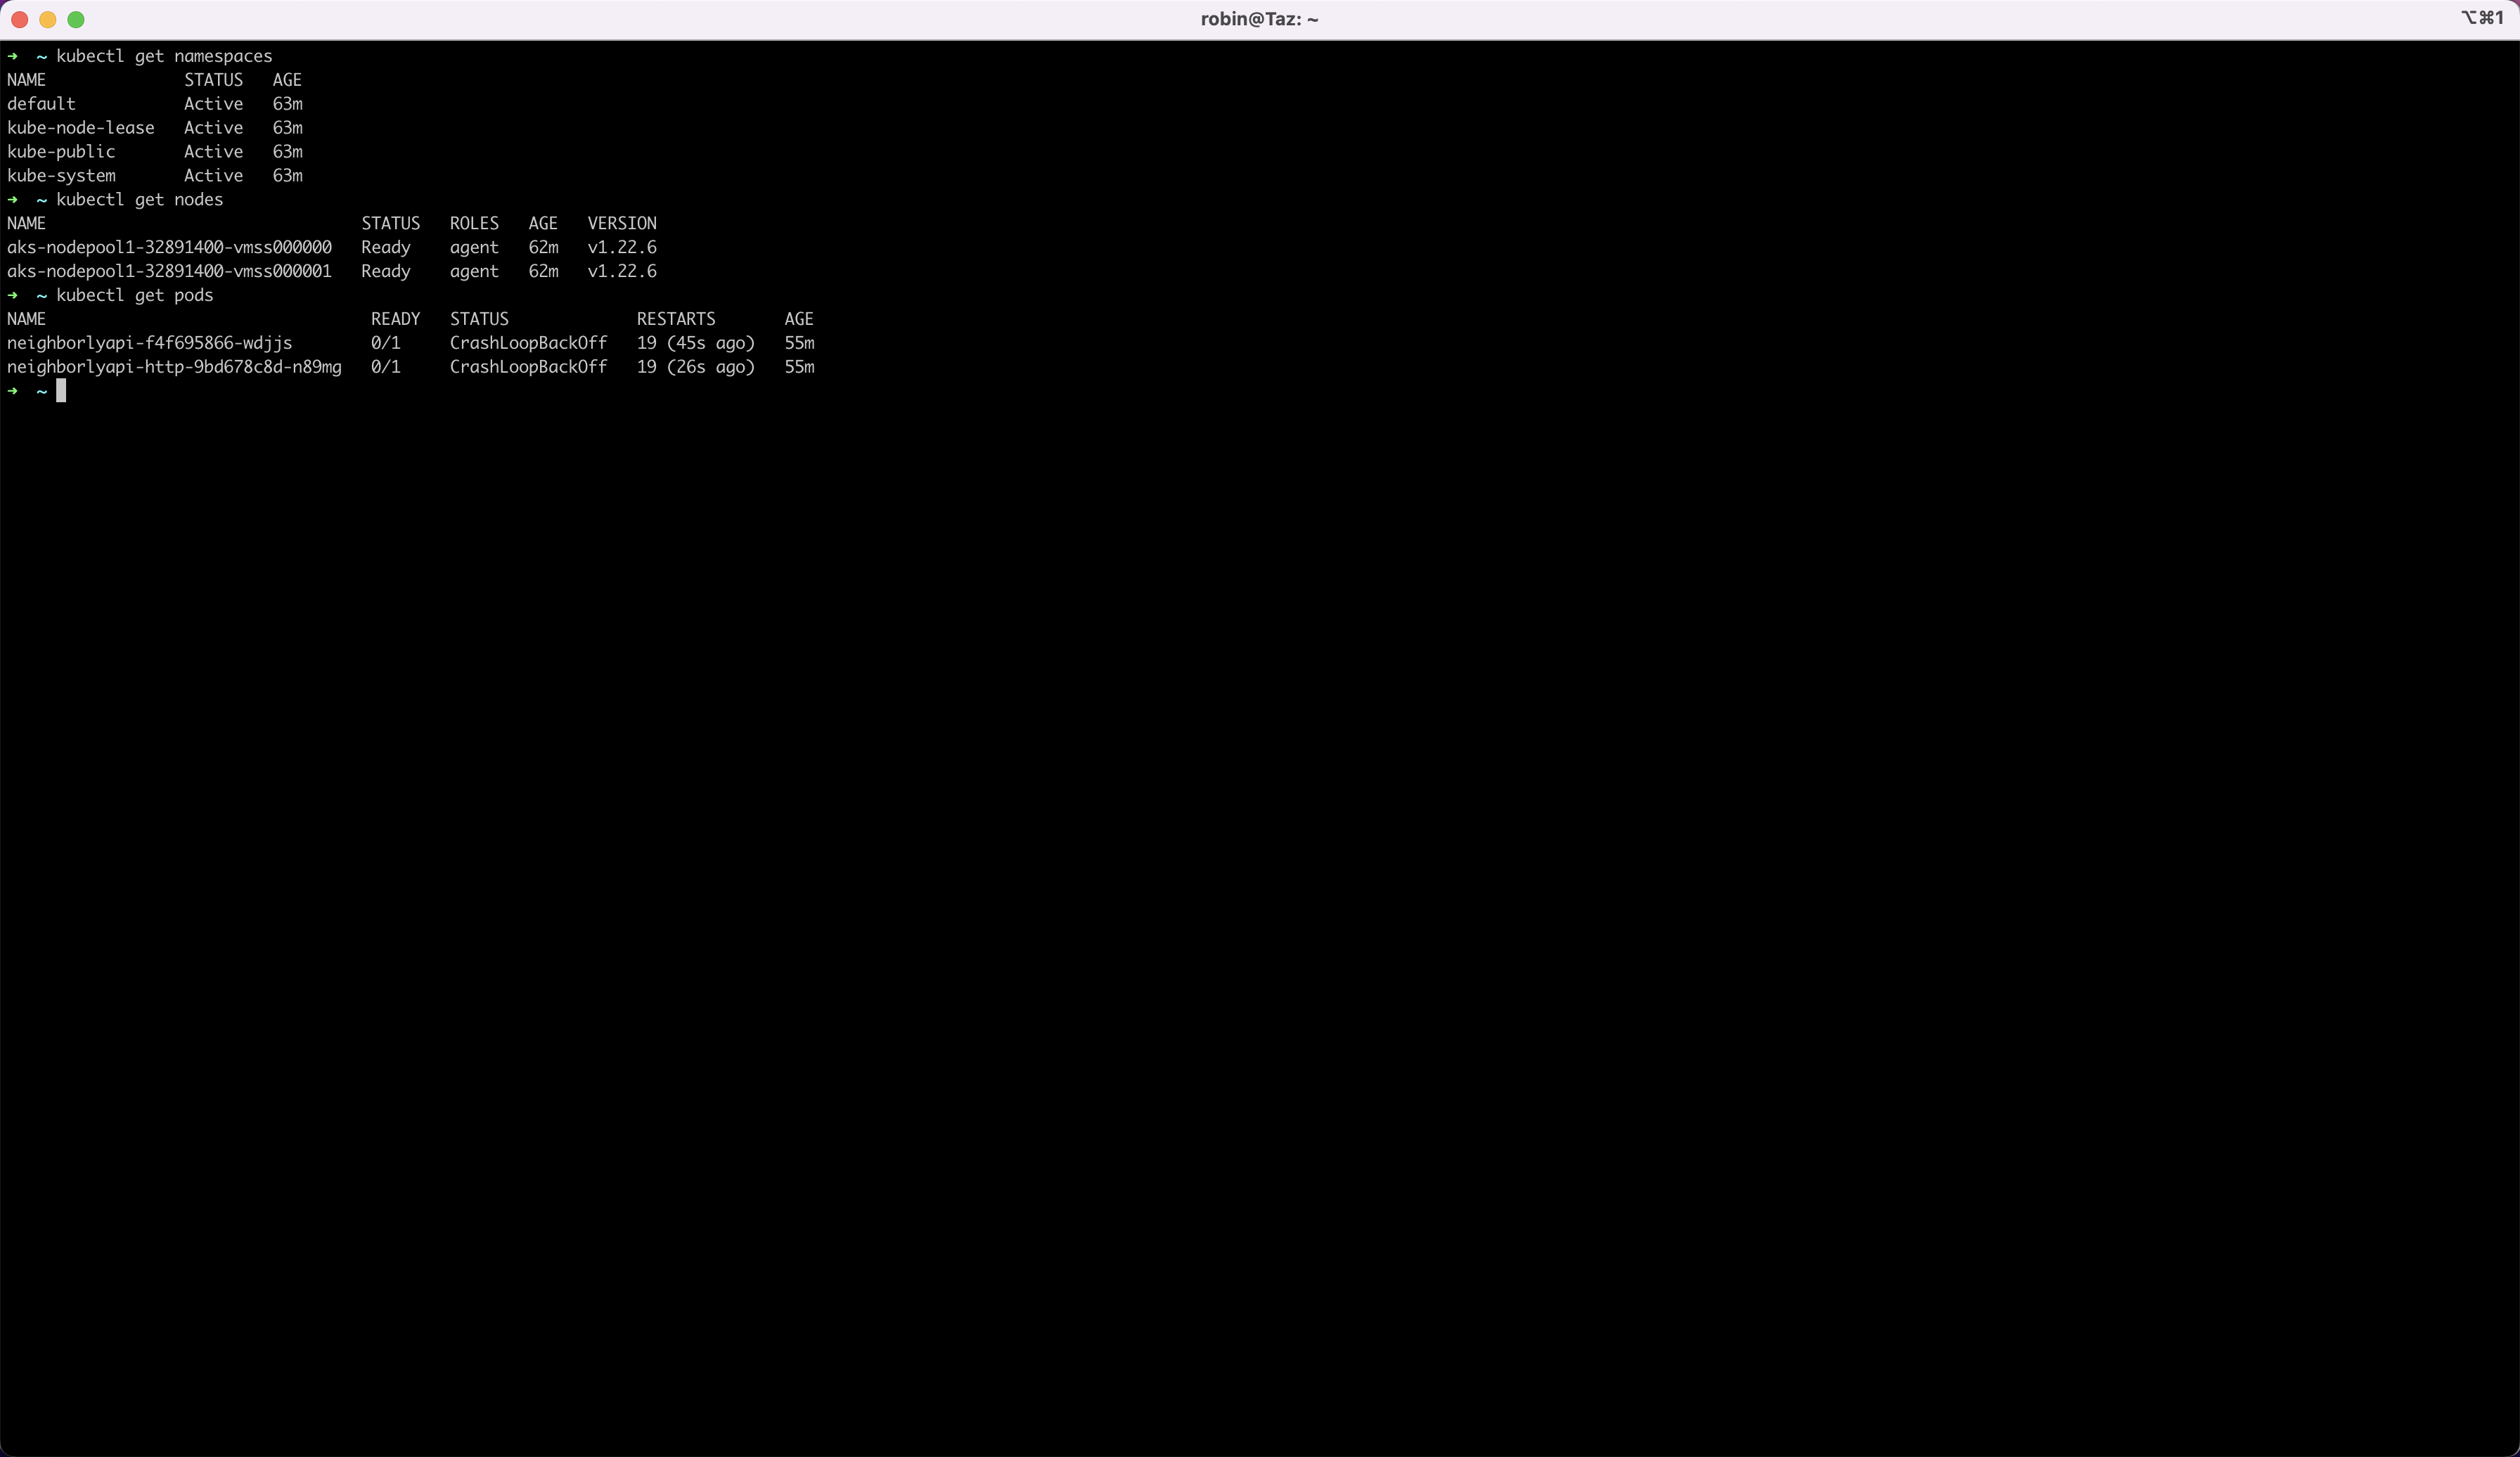 robin@Taz: ~
⌥⌘1
➜  ~ kubectl get namespaces
NAME              STATUS   AGE
default           Active   63m
kube-node-lease   Active   63m
kube-public       Active   63m
kube-system       Active   63m
➜  ~ kubectl get nodes
NAME                                STATUS   ROLES   AGE   VERSION
aks-nodepool1-32891400-vmss000000   Ready    agent   62m   v1.22.6
aks-nodepool1-32891400-vmss000001   Ready    agent   62m   v1.22.6
➜  ~ kubectl get pods
NAME                                 READY   STATUS             RESTARTS       AGE
neighborlyapi-f4f695866-wdjjs        0/1     CrashLoopBackOff   19 (45s ago)   55m
neighborlyapi-http-9bd678c8d-n89mg   0/1     CrashLoopBackOff   19 (26s ago)   55m
➜  ~